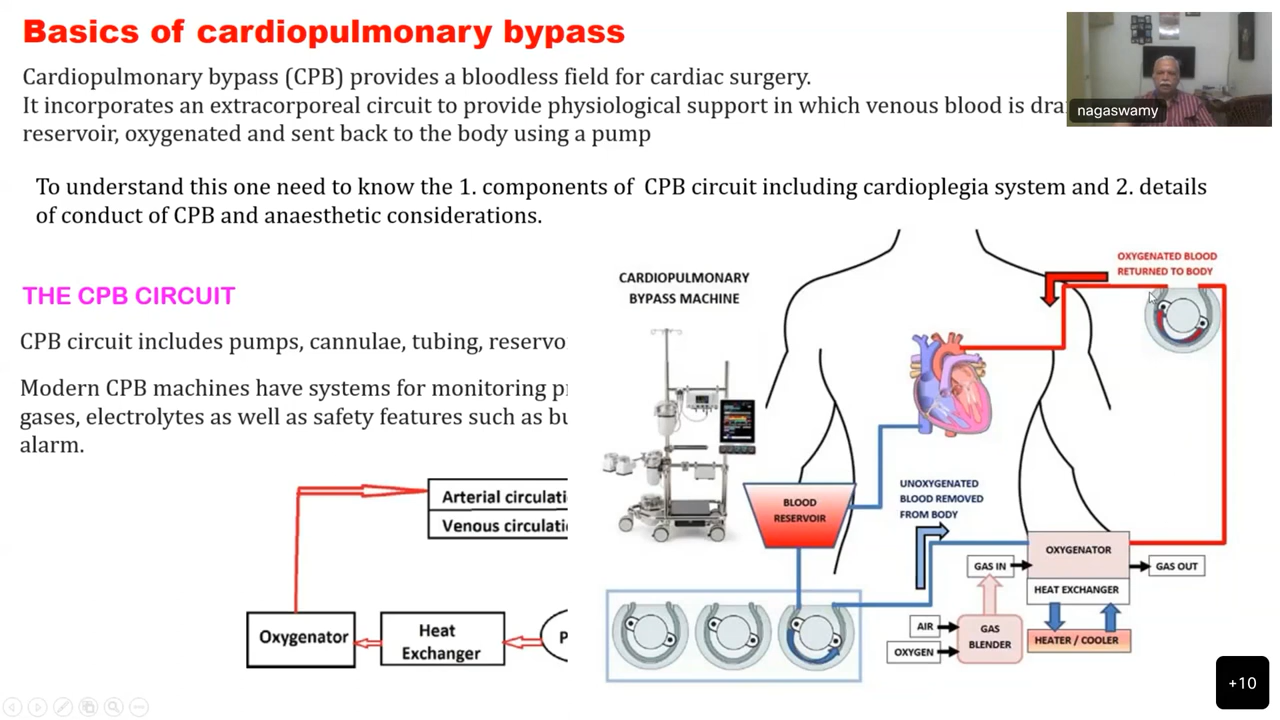 Basics of cardiopulmonary bypass
nagaswamy
Cardiopulmonary bypass (CPB) provides a bloodless field for cardiac surgery.
It incorporates an extracorporeal circuit to provide physiological support in which venous blood is
reservoir, oxygenated and sent back to the body using a pump
To understand this one need to know the 1. components of CPB circuit including cardioplegia system and 2. details
of conduct of CPB and anaesthetic considerations.
THE CPB CIRCUIT
CPB circuit includes pumps, cannulae, tubing,
Modern CPB machines have systems for monitoring
gases, electrolytes as well as safety features such as
alarm.
Arterial
Venous
Oxygenator
Heat
Exchanger
CARDIOPULMONARY
BYPASS MACHINE
OXYGENATED BLOOD
RETURNED TO BODY
BLOOD
RESERVOIR
UNOXYGENATED
BLOOD REMOVED
FROM BODY
OXYGENATOR
GAS IN
GAS OUT
HEAT EXCHANGER
AIR
OXYGEN
GAS
BLENDER
HEATER / COOLER
+10